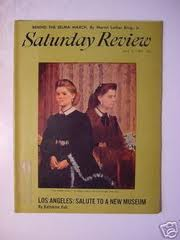 BEHIND THE SELMA MARCH, By Martin Luther King, Jr.
Saturday Review
LOS ANGELES: SALUTE TO A NEW MUSEUM
By Katharine Kuh